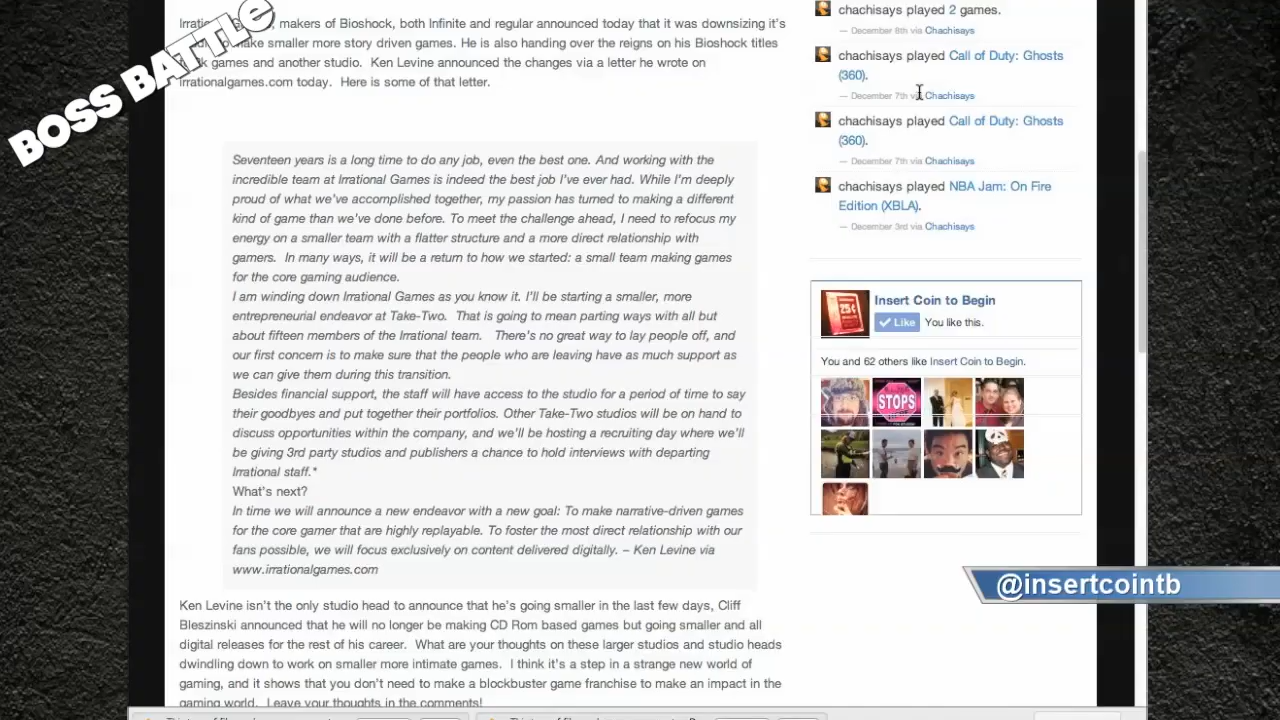 BOSS BATTLE
makers of Bioshock, both Infinite and regular announced today that it was downsizing it's
make smaller more story driven games. He is also handing over the reigns on his Bioshock titles
games and another studio. Ken Levine announced the changes via a letter he wrote on
irrationalgames.com today. Here is some of that letter.
Seventeen years is a long time to do any job, even the best one. And working with the
incredible team at Irrational Games is indeed the best job I've ever had. While I'm deeply
proud of what we've accomplished together, my passion has turned to making a different
kind of game than we've done before. To meet the challenge ahead, I need to refocus my
energy on a smaller team with a flatter structure and a more direct relationship with
gamers. In many ways, it will be a return to how we started: a small team making games
for the core gaming audience.
I am winding down Irrational Games as you know it. I'll be starting a smaller, more
entrepreneurial endeavor at Take-Two. That is going to mean parting ways with all but
about fifteen members of the Irrational team. There's no great way to lay people off, and
our first concern is to make sure that the people who are leaving have as much support as
we can give them during this transition.
Besides financial support, the staff will have access to the studio for a period of time to say
their goodbyes and put together their portfolios. Other Take-Two studios will be on hand to
discuss opportunities within the company, and we'll be hosting a recruiting day where we'll
be giving 3rd party studios and publishers a chance to hold interviews with departing
Irrational staff.*
What's next?
In time we will announce a new endeavor with a new goal: To make narrative-driven games
for the core gamer that are highly replayable. To foster the most direct relationship with our
fans possible, we will focus exclusively on content delivered digitally. – Ken Levine via
www.irrationalgames.com
Ken Levine isn't the only studio head to announce that he's going smaller in the last few days, Cliff
Bleszinski announced that he will no longer be making CD Rom based games but going smaller and all
digital releases for the rest of his career. What are your thoughts on these larger studios and studio heads
dwindling down to work on smaller more intimate games. I think it's a step in a strange new world of
gaming, and it shows that you don't need to make a blockbuster game franchise to make an impact in the
gaming world. Leave your thoughts in the comments!
chachisays played 2 games.
— December 8th via Chachisays
chachisays played Call of Duty: Ghosts
(360).
— December 7th via Chachisays
chachisays played Call of Duty: Ghosts
(360).
— December 7th via Chachisays
chachisays played NBA Jam: On Fire
Edition (XBLA).
— December 3rd via Chachisays
25¢
Insert Coin to Begin
Like You like this.
You and 62 others like Insert Coin to Begin.
STOPS
@insertcointb